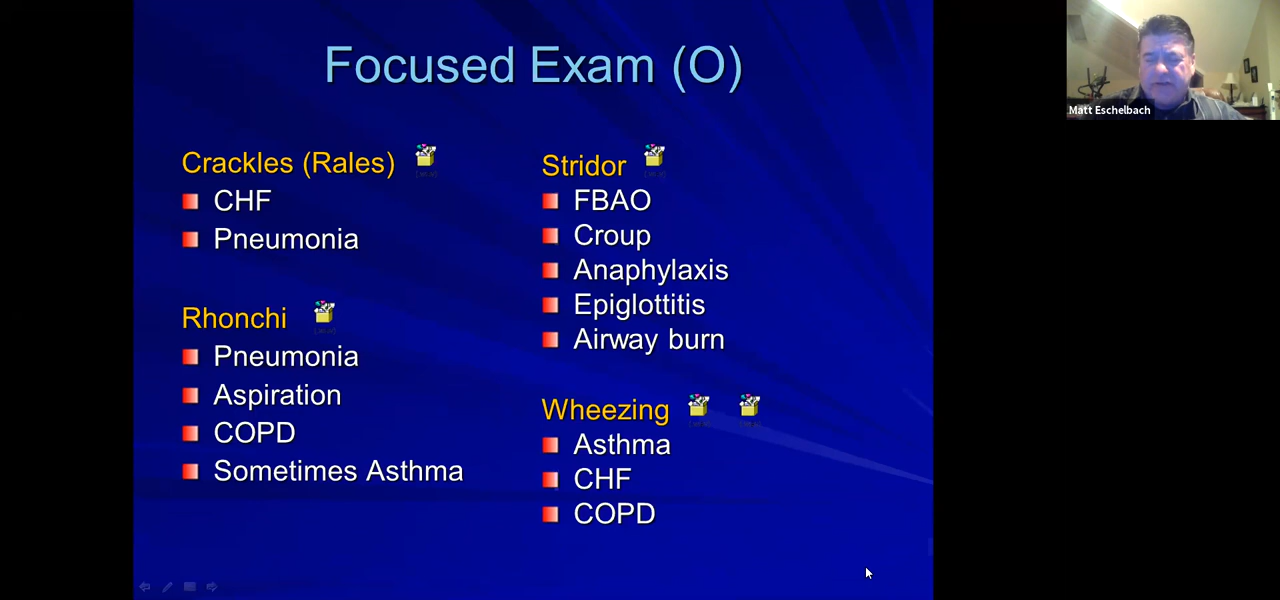 Focused Exam (O)
Crackles (Rales)
CHF
Pneumonia
Rhonchi
Pneumonia
Aspiration
COPD
Sometimes Asthma
Stridor
FBAO
Croup
Anaphylaxis
Epiglottitis
Airway burn
Wheezing
Asthma
CHF
COPD
Matt Eschelbach